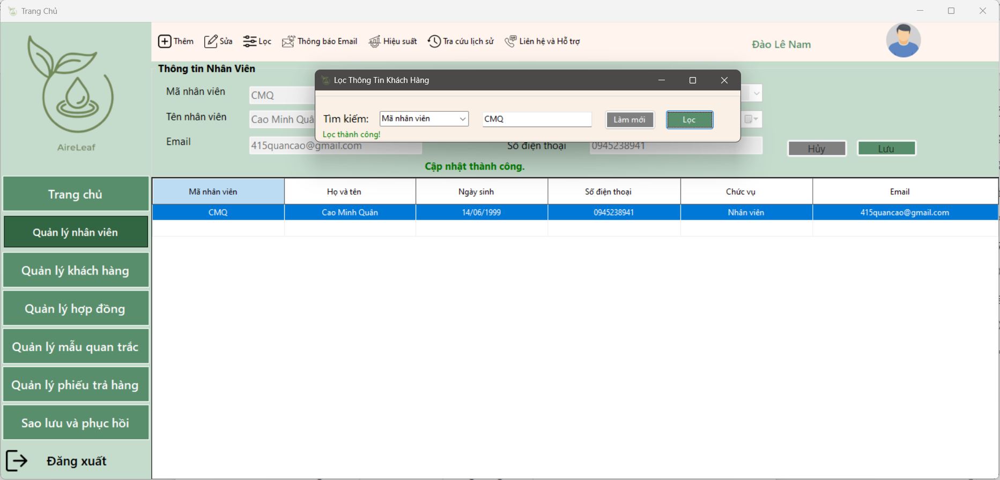 Trang Chủ
Thêm Sửa Lọc Thông báo Email Hiệu suất Tra cứu lịch sử Liên hệ và Hỗ trợ
Đào Lê Nam
AireLeaf
Trang chủ
Quản lý nhân viên
Quản lý khách hàng
Quản lý hợp đồng
Quản lý mẫu quan trắc
Quản lý phiếu trả hàng
Sao lưu và phục hồi
Đăng xuất
Thông tin Nhân Viên
Mã nhân viên CMQ
Tên nhân viên Cao Minh Quâ
Email 415quancao@gmail.com Số điện thoại 0945238941
Hủy Lưu
Cập nhật thành công.
Lọc Thông Tin Khách Hàng
Tìm kiếm: Mã nhân viên CMQ Làm mới Lọc
Lọc thành công!
Mã nhân viên Họ và tên Ngày sinh Số điện thoại Chức vụ Email
CMQ Cao Minh Quân 14/06/1999 0945238941 Nhân viên 415quancao@gmail.com